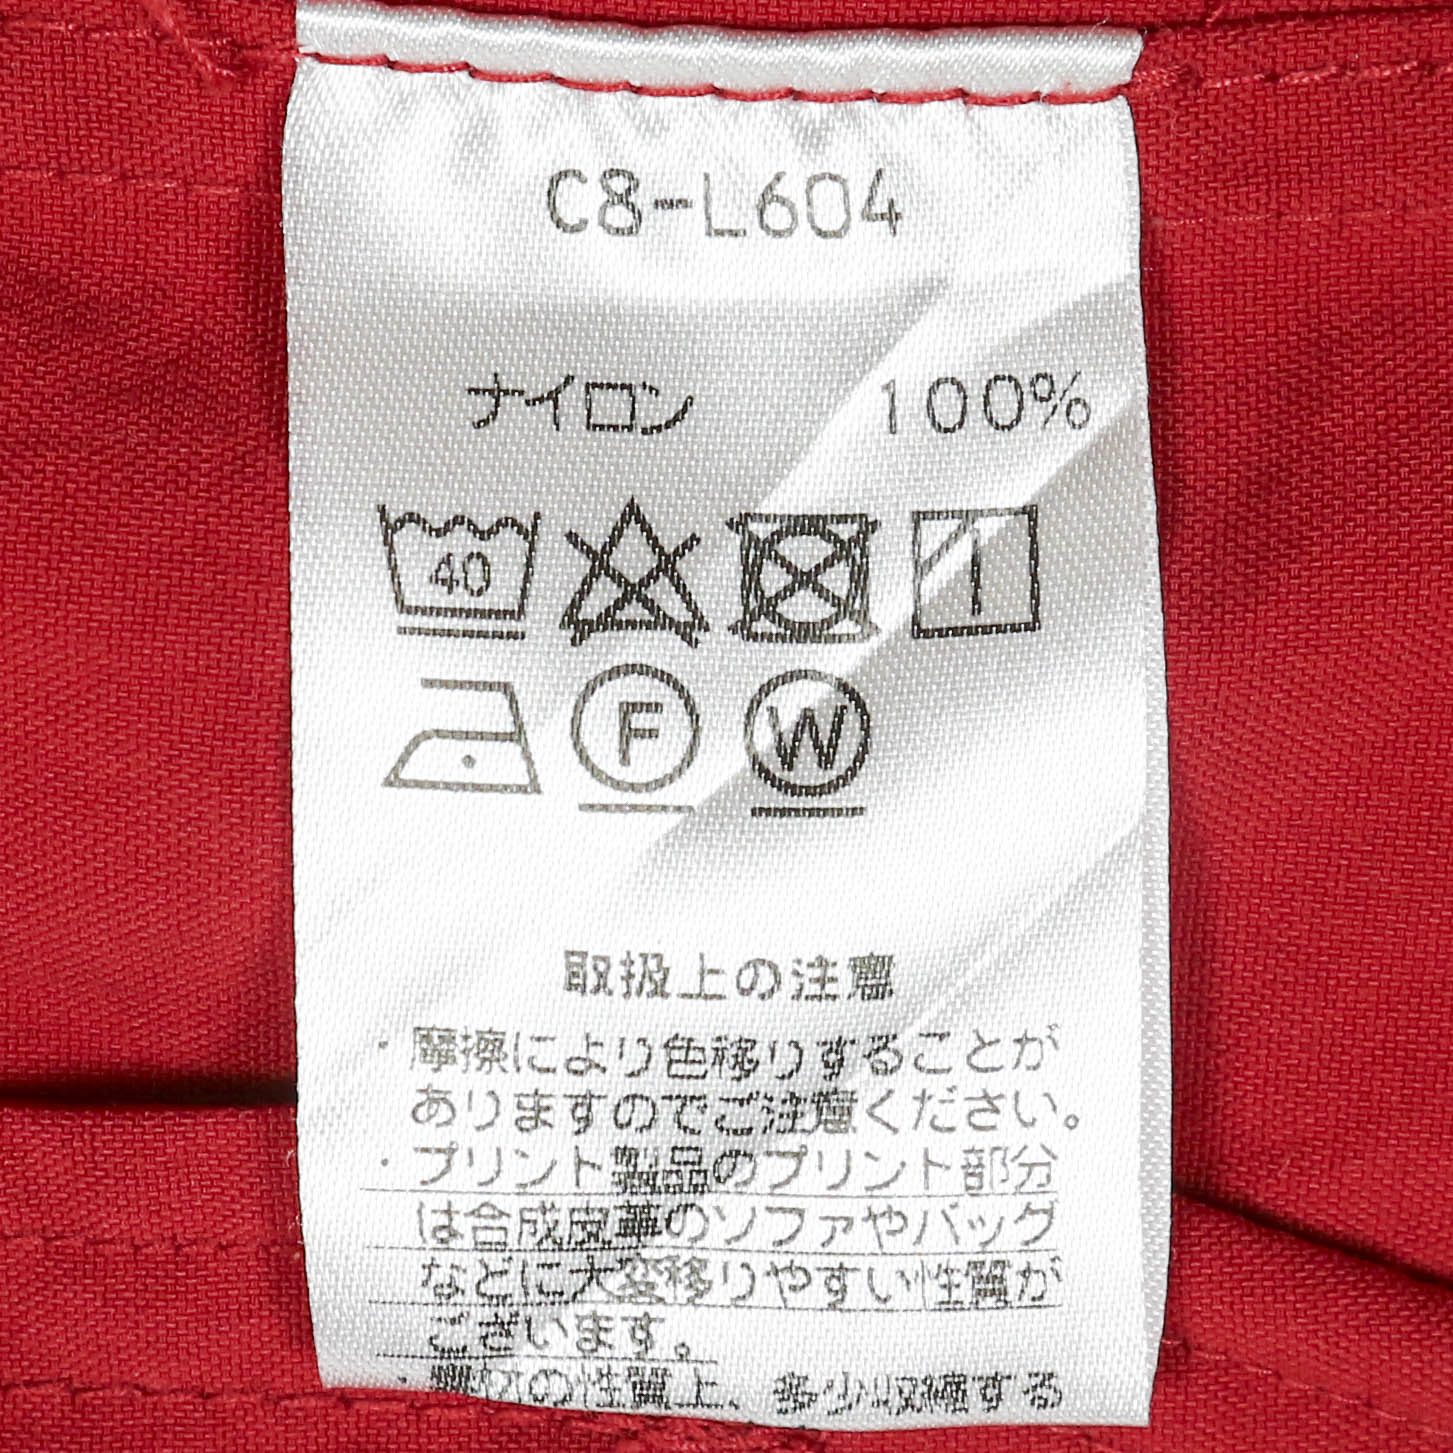 C8-L604
ナイロン 100%
40
F W
取扱上の注意
・摩擦により色移りすることが
ありますのでご注意ください。
・プリント製品のプリント部分
は合成皮革のソファやバッグ
などに大変移りやすい性質が
ございます。
の性質上、多少収縮する